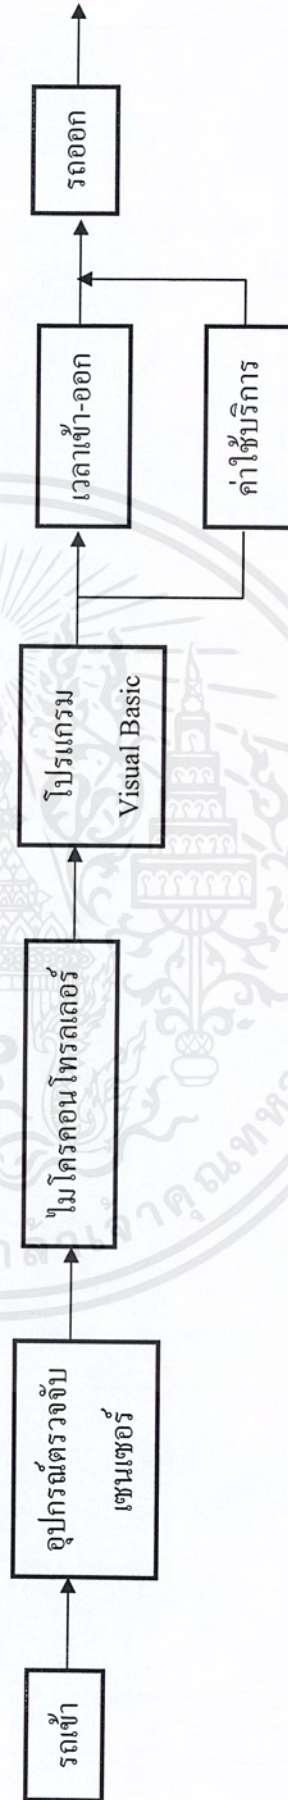 รถเข้า
อุปกรณ์ตรวจจับ
เซนเซอร์
ไมโครคอนโทรลเลอร์
โปรแกรม
Visual Basic
เวลาเข้า-ออก
ค่าใช้บริการ
รถออก